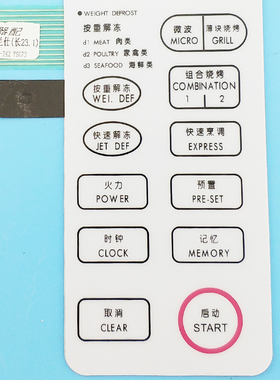 WEIGHT DEFROST
按重解冻
d1 MEAT 肉类
d2 POULTRY 家禽类
d3 SEAFOOD 海鲜类
微波
MICRO
薄块烧烤
GRILL
按重解冻
WEI. DEF
组合烧烤
COMBINATION
1 2
快速解冻
JET DEF
快速烹调
EXPRESS
火力
POWER
预置
PRE-SET
时钟
CLOCK
记忆
MEMORY
取消
CLEAR
启动
START